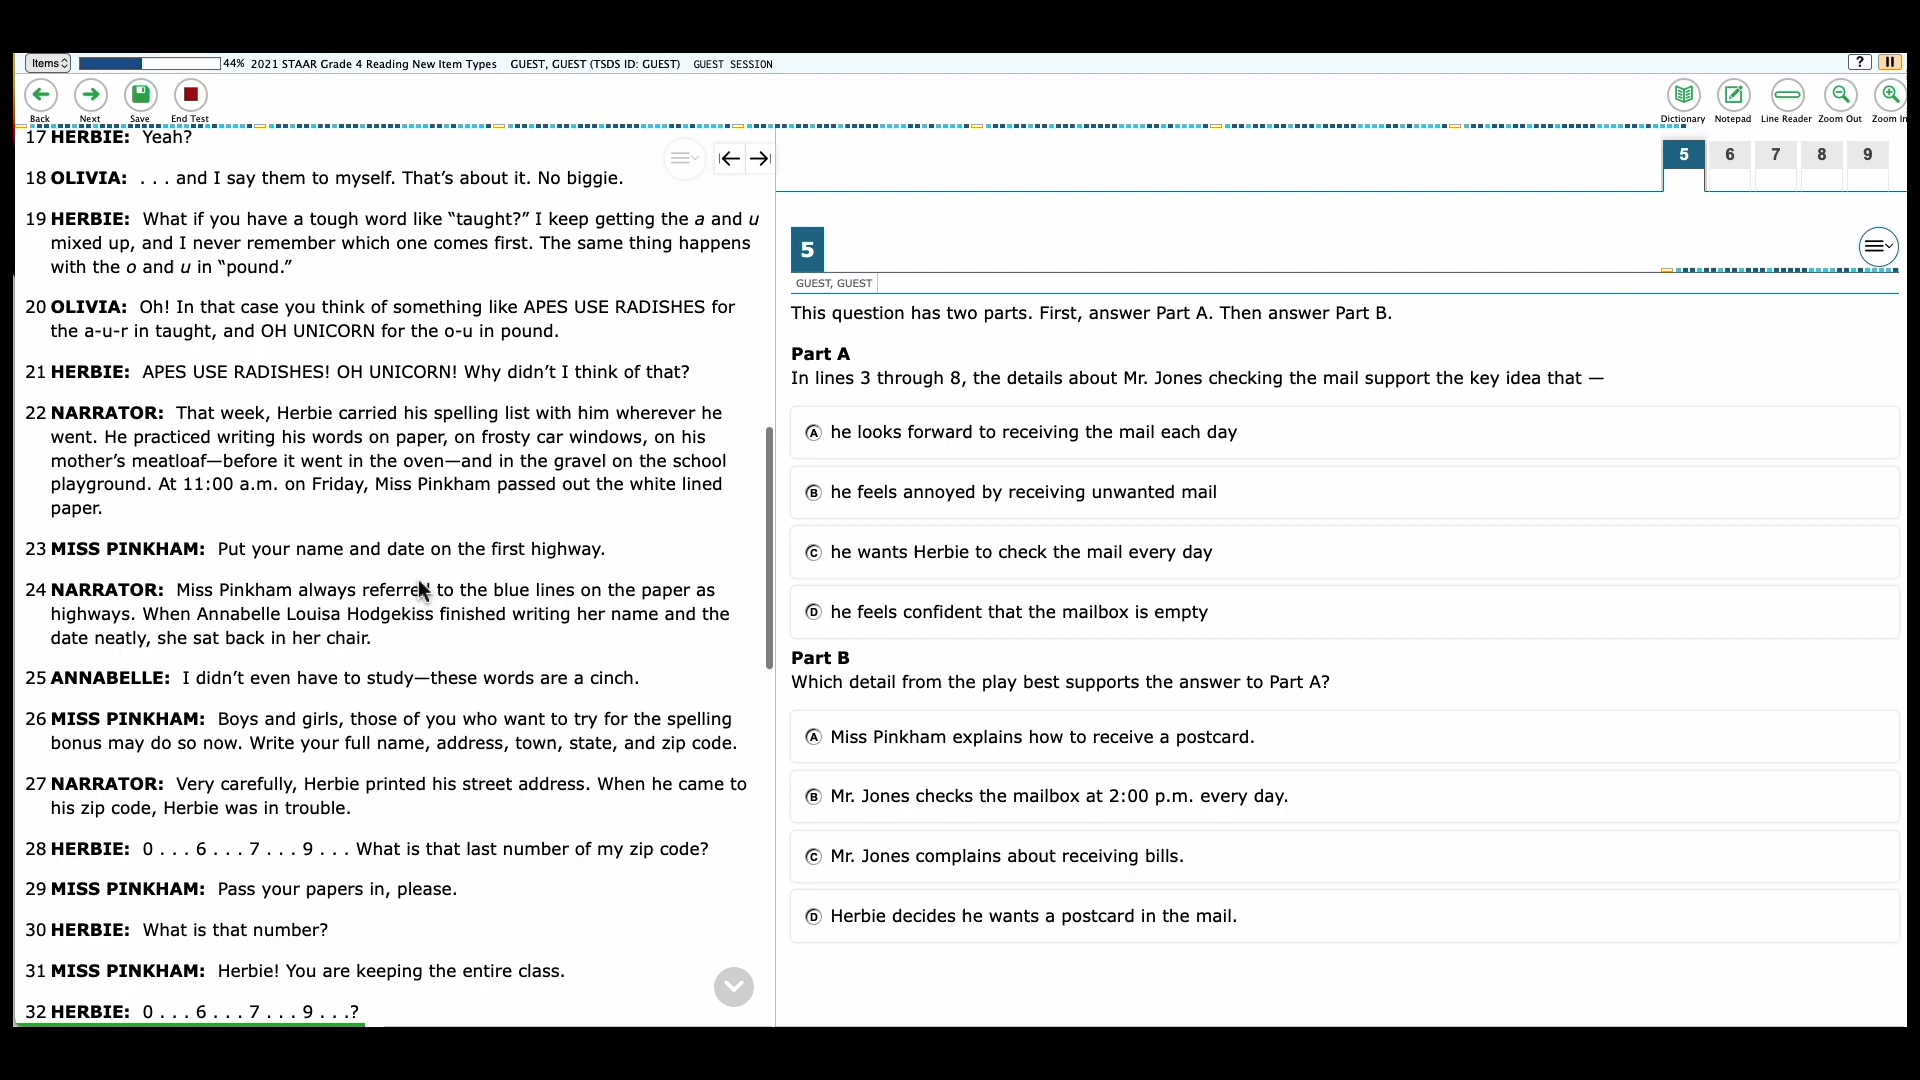 Items 44% 2021 STAAR Grade 4 Reading New Item Types GUEST, GUEST (TSDS ID: GUEST) GUEST SESSION ?
Back Next Save End Test Dictionary Notepad Line Reader Zoom Out Zoom In
17 HERBIE: Yeah?
18 OLIVIA: . . . and I say them to myself. That's about it. No biggie.
19 HERBIE: What if you have a tough word like “taught?” I keep getting the a and u
mixed up, and I never remember which one comes first. The same thing happens
with the o and u in “pound.”
20 OLIVIA: Oh! In that case you think of something like APES USE RADISHES for
the a-u-r in taught, and OH UNICORN for the o-u in pound.
21 HERBIE: APES USE RADISHES! OH UNICORN! Why didn't I think of that?
22 NARRATOR: That week, Herbie carried his spelling list with him wherever he
went. He practiced writing his words on paper, on frosty car windows, on his
mother's meatloaf—before it went in the oven—and in the gravel on the school
playground. At 11:00 a.m. on Friday, Miss Pinkham passed out the white lined
paper.
23 MISS PINKHAM: Put your name and date on the first highway.
24 NARRATOR: Miss Pinkham always referred to the blue lines on the paper as
highways. When Annabelle Louisa Hodgekiss finished writing her name and the
date neatly, she sat back in her chair.
25 ANNABELLE: I didn't even have to study—these words are a cinch.
26 MISS PINKHAM: Boys and girls, those of you who want to try for the spelling
bonus may do so now. Write your full name, address, town, state, and zip code.
27 NARRATOR: Very carefully, Herbie printed his street address. When he came to
his zip code, Herbie was in trouble.
28 HERBIE: 0 . . . 6 . . . 7 . . . 9 . . . What is that last number of my zip code?
29 MISS PINKHAM: Pass your papers in, please.
30 HERBIE: What is that number?
31 MISS PINKHAM: Herbie! You are keeping the entire class.
32 HERBIE: 0 . . . 6 . . . 7 . . . 9 . . .?
5 6 7 8 9
5
GUEST, GUEST
This question has two parts. First, answer Part A. Then answer Part B.
Part A
In lines 3 through 8, the details about Mr. Jones checking the mail support the key idea that —
A he looks forward to receiving the mail each day
B he feels annoyed by receiving unwanted mail
C he wants Herbie to check the mail every day
D he feels confident that the mailbox is empty
Part B
Which detail from the play best supports the answer to Part A?
A Miss Pinkham explains how to receive a postcard.
B Mr. Jones checks the mailbox at 2:00 p.m. every day.
C Mr. Jones complains about receiving bills.
D Herbie decides he wants a postcard in the mail.